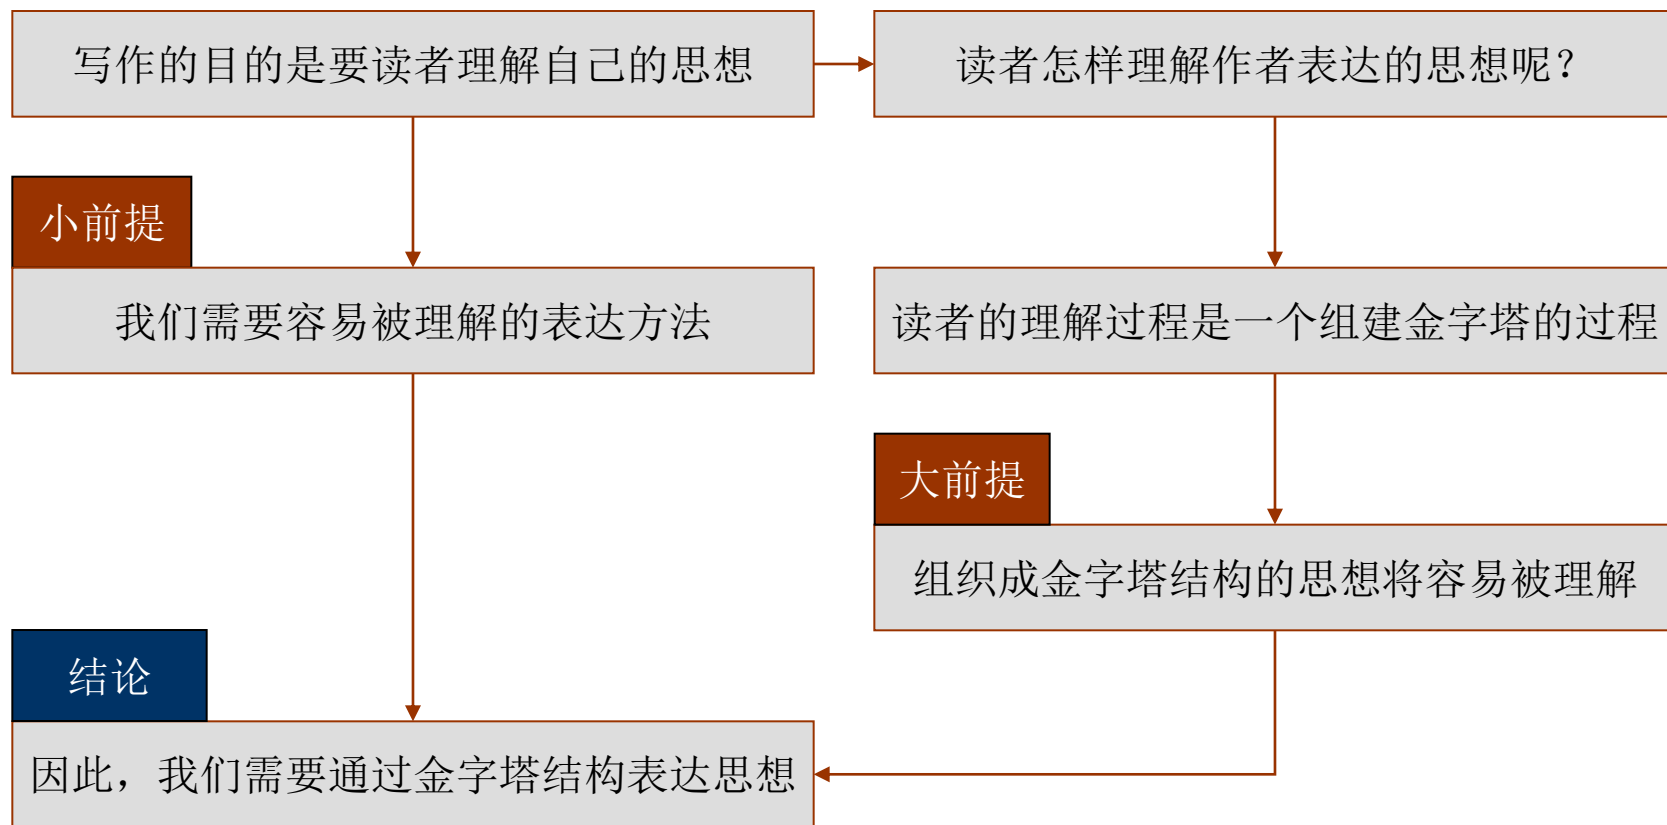 写作的目的是要读者理解自己的思想
读者怎样理解作者表达的思想呢？
小前提
我们需要容易被理解的表达方法
读者的理解过程是一个组建金字塔的过程
大前提
组织成金字塔结构的思想将容易被理解
结论
因此，我们需要通过金字塔结构表达思想